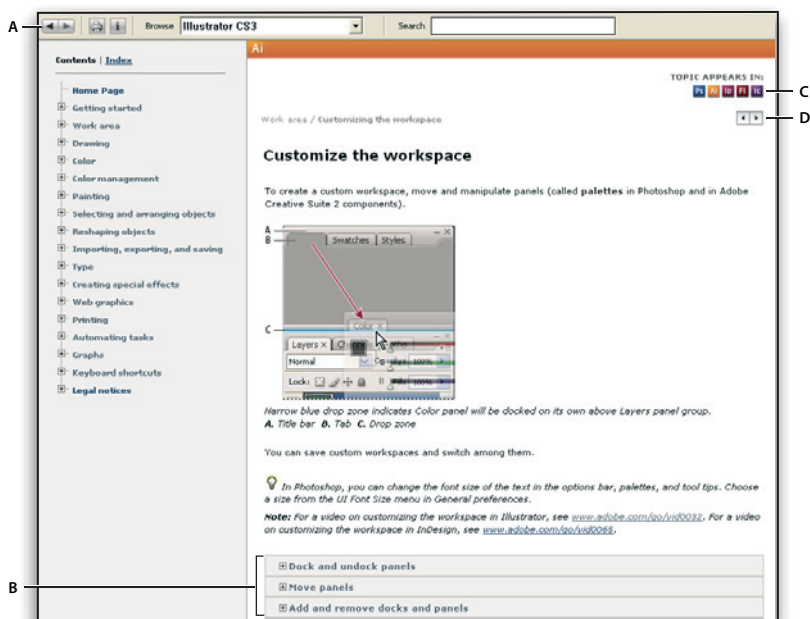 A
Browse Illustrator CS3 Search
Ai
Contents | Index
Home Page
Getting started
Work area
Drawing
Color
Color management
Painting
Selecting and arranging objects
Reshaping objects
Importing, exporting, and saving
Type
Creating special effects
Web graphics
Printing
Automating tasks
Graphs
Keyboard shortcuts
Legal notices
TOPIC APPEARS IN:
Ps Ai ID Fl
C
D
Work area / Customizing the workspace
Customize the workspace
To create a custom workspace, move and manipulate panels (called palettes in Photoshop and in Adobe
Creative Suite 2 components).
A
B
Swatches Styles
Color ×
C
Layers ×
Normal 100%
Lock: 100%
Narrow blue drop zone indicates Color panel will be docked on its own above Layers panel group.
A. Title bar B. Tab C. Drop zone
You can save custom workspaces and switch among them.
In Photoshop, you can change the font size of the text in the options bar, palettes, and tool tips. Choose
a size from the UI Font Size menu in General preferences.
Note: For a video on customizing the workspace in Illustrator, see www.adobe.com/go/vid0032. For a video
on customizing the workspace in InDesign, see www.adobe.com/go/vid0065.
B
Dock and undock panels
Move panels
Add and remove docks and panels